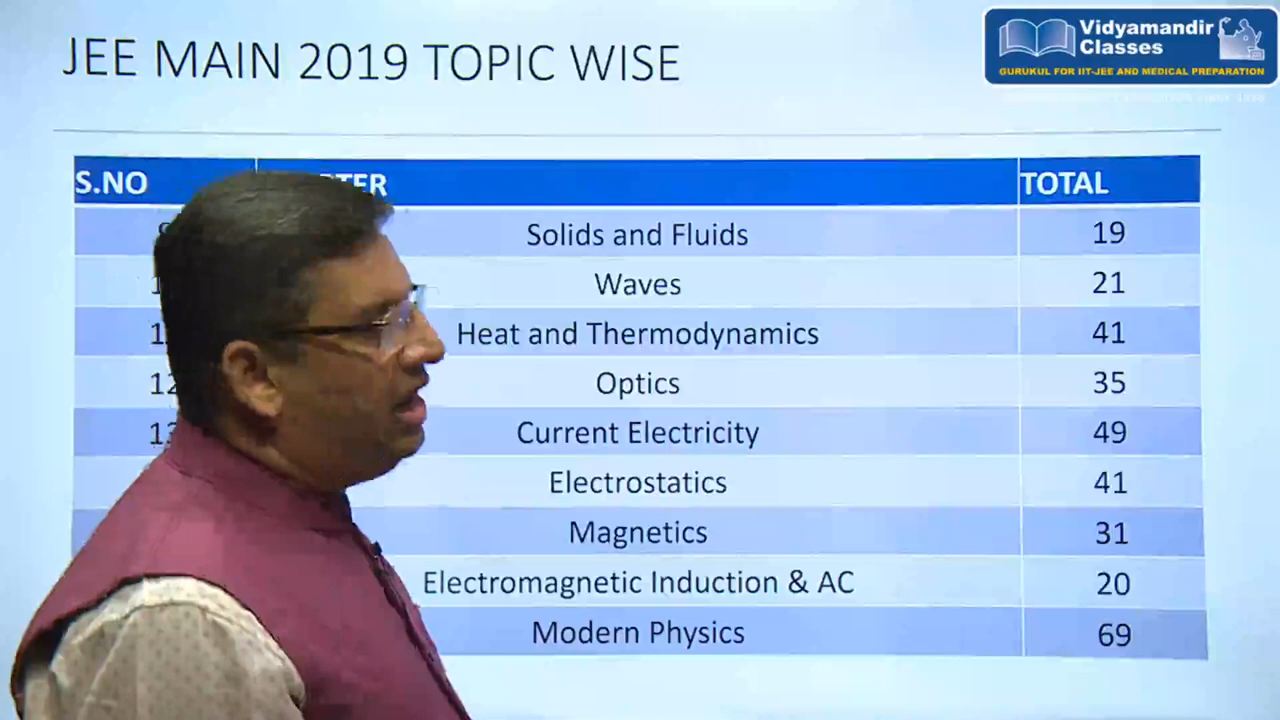 JEE MAIN 2019 TOPIC WISE
Vidyamandir
Classes
GURUKUL FOR IIT-JEE AND MEDICAL PREPARATION
S.NO TOTAL
Solids and Fluids 19
Waves 21
Heat and Thermodynamics 41
12 Optics 35
Current Electricity 49
Electrostatics 41
Magnetics 31
Electromagnetic Induction & AC 20
Modern Physics 69